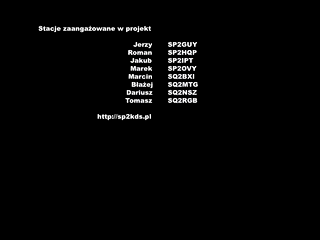 Stacje zaangażowane w projekt
Jerzy SP2GUY
Roman SP2HQP
Jakub SP2IPT
Marek SP2OVY
Marcin SQ2BXI
Błażej SQ2MTG
Dariusz SQ2NSZ
Tomasz SQ2RGB
http://sp2kds.pl